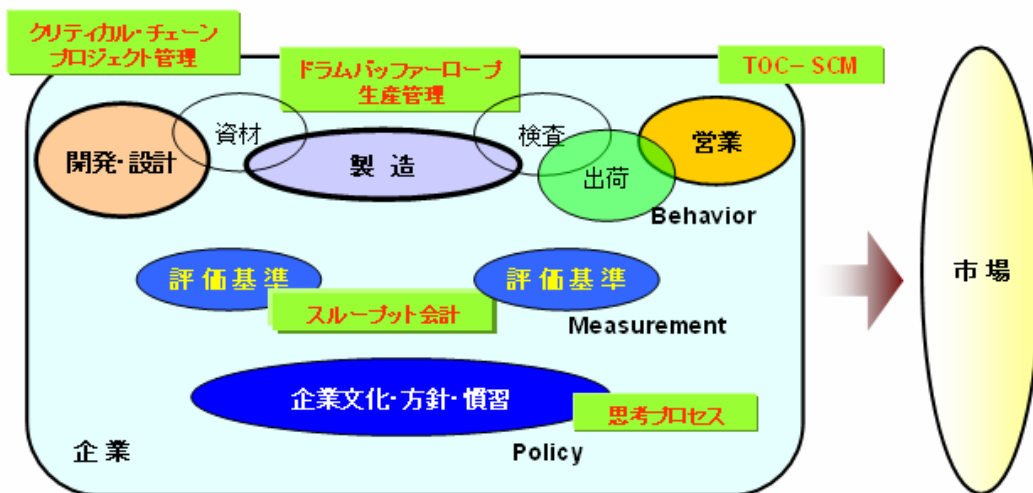 クリティカル・チェーン
プロジェクト管理
ドラムバッファーロープ
生産管理
TOC－SCM
資材
検査
営業
開発・設計
製 造
出荷
Behavior
評価基準
評価基準
スループット会計
Measurement
市 場
企業文化・方針・慣習
思考プロセス
企 業
Policy